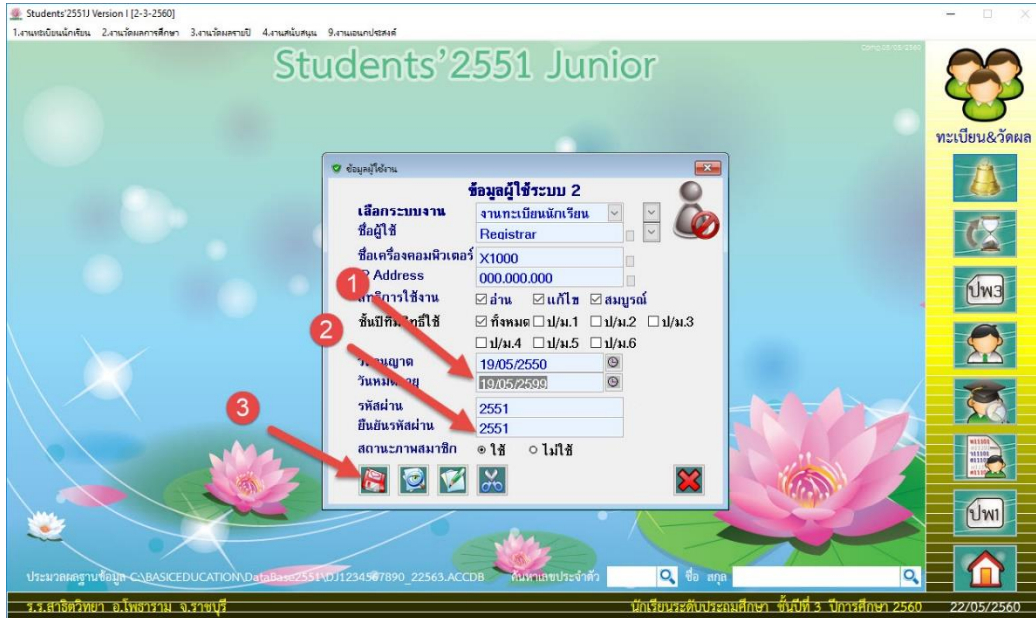 Students'2551J Version I [2-3-2560]
1.งานทะเบียนนักเรียน 2.งานวัดผลการศึกษา 3.งานวัดผลรายปี 4.งานสนับสนุน 9.งานเอนกประสงค์
Students'2551 Junior
Comp.08/05/2560
ทะเบียน&วัดผล
ข้อมูลผู้ใช้งาน
ข้อมูลผู้ใช้ระบบ 2
เลือกระบบงาน งานทะเบียนนักเรียน
ชื่อผู้ใช้ Registrar
ชื่อเครื่องคอมพิวเตอร์ X1000
Address 000.000.000
1
การใช้งาน อ่าน แก้ไข สมบูรณ์
ชั้นปีที่มีสิทธิ์ใช้ ทั้งหมด ป/ม.1 ป/ม.2 ป/ม.3
2
ป/ม.4 ป/ม.5 ป/ม.6
19/05/2550
วันหมดอายุ 19/05/2599
รหัสผ่าน 2551
ยืนยันรหัสผ่าน 2551
3
สถานะภาพสมาชิก ใช้ ไม่ใช้
ปพ3
ปพ1
ประมวลผลฐานข้อมูล C:\BASICEDUCATION\DataBase2551\DJ1234567890_22563.ACCDB ค้นหาเลขประจำตัว ชื่อ สกุล
ร.ร.สาธิตวิทยา อ.โพธาราม จ.ราชบุรี นักเรียนระดับประถมศึกษา ชั้นปีที่ 3 ปีการศึกษา 2560 22/05/2560